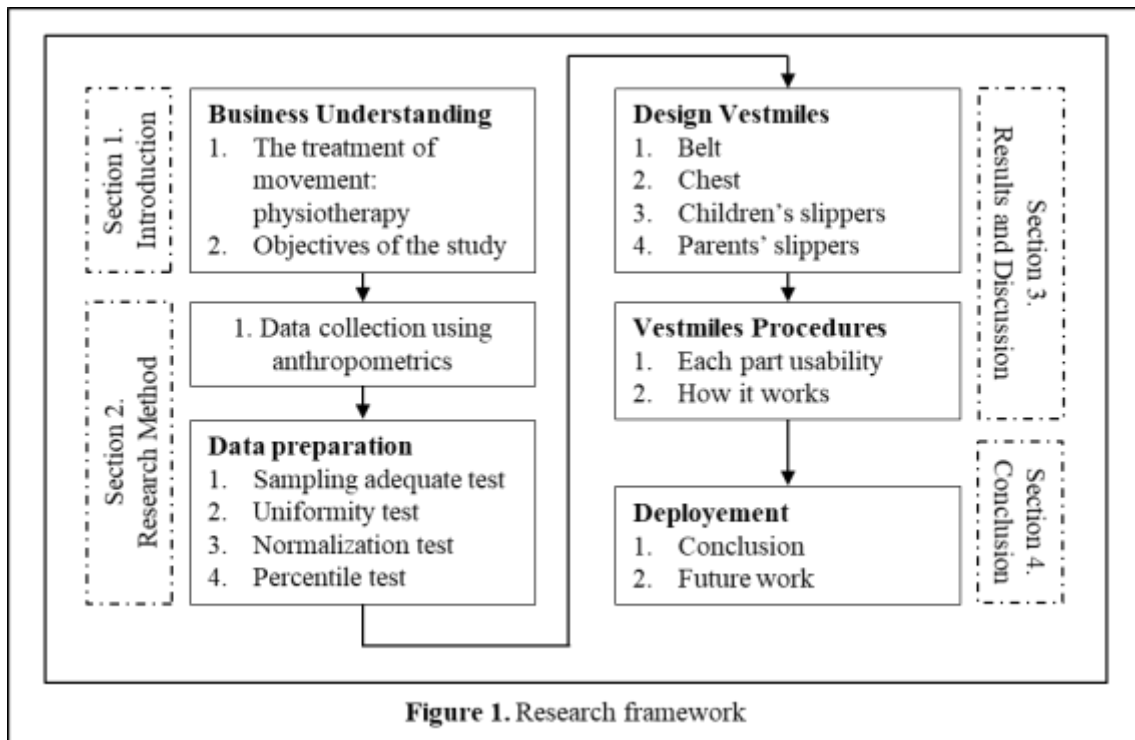 Section 1.
Introduction
Business Understanding
1. The treatment of
movement:
physiotherapy
2. Objectives of the study
Section 2.
Research Method
1. Data collection using
anthropometrics
Data preparation
1. Sampling adequate test
2. Uniformity test
3. Normalization test
4. Percentile test
Design Vestmiles
1. Belt
2. Chest
3. Children’s slippers
4. Parents’ slippers
Vestmiles Procedures
1. Each part usability
2. How it works
Section 3.
Results and Discussion
Deployement
1. Conclusion
2. Future work
Section 4.
Conclusion
Figure 1. Research framework